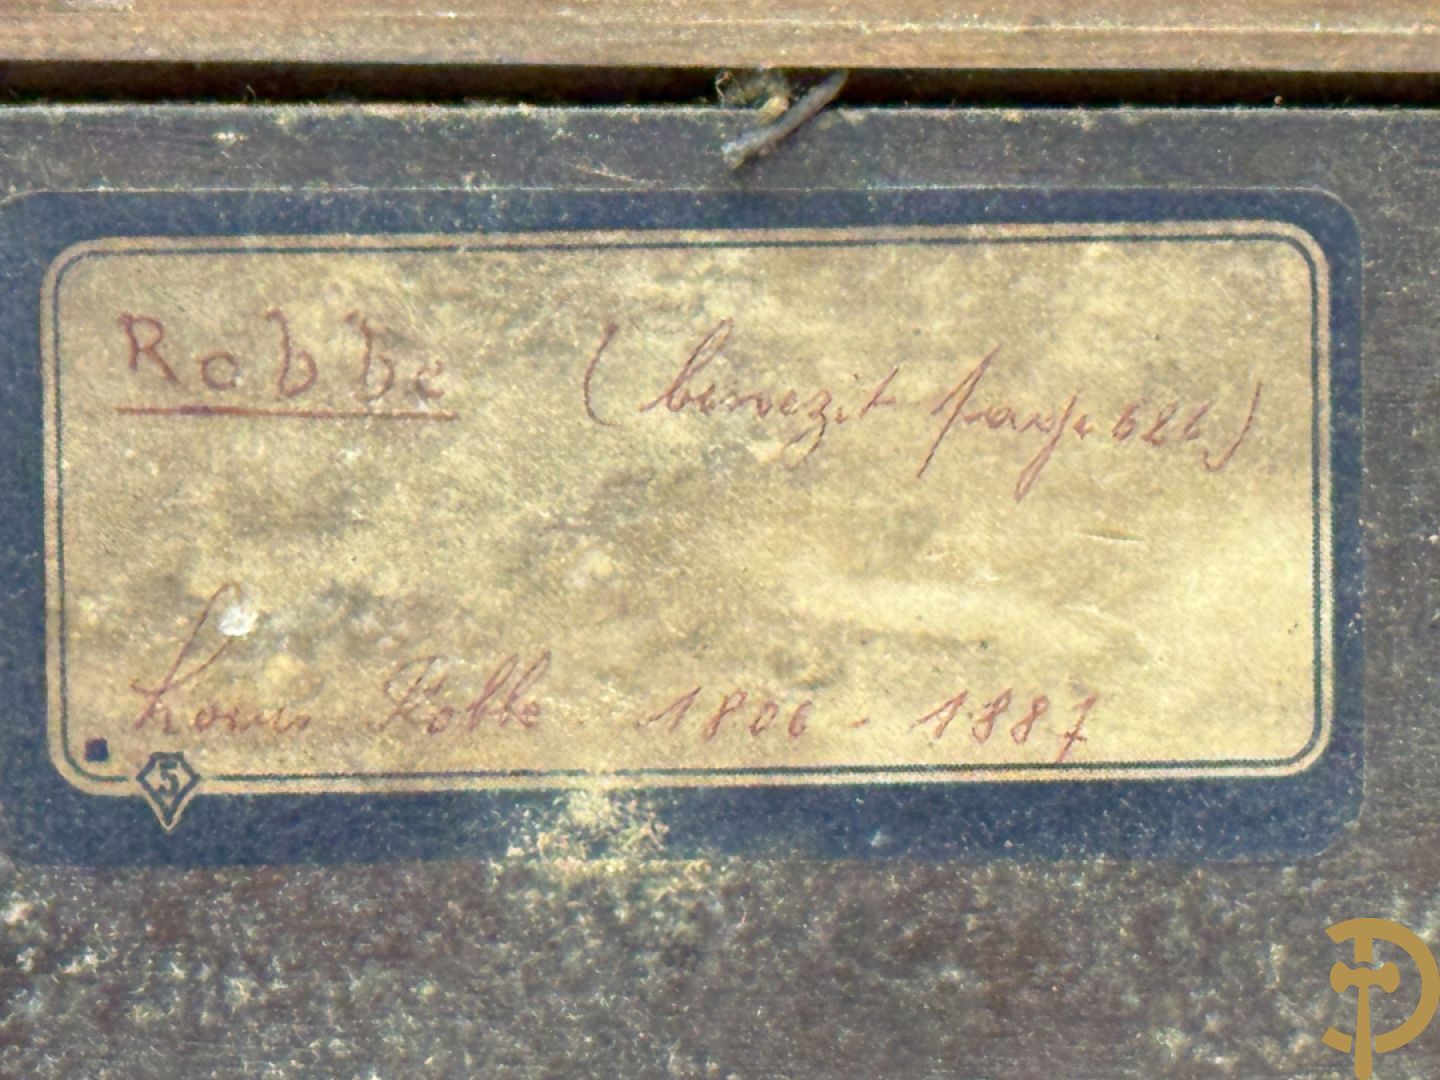 Robbe (benezit page 626)
Louis Robbe 1806 - 1887
5